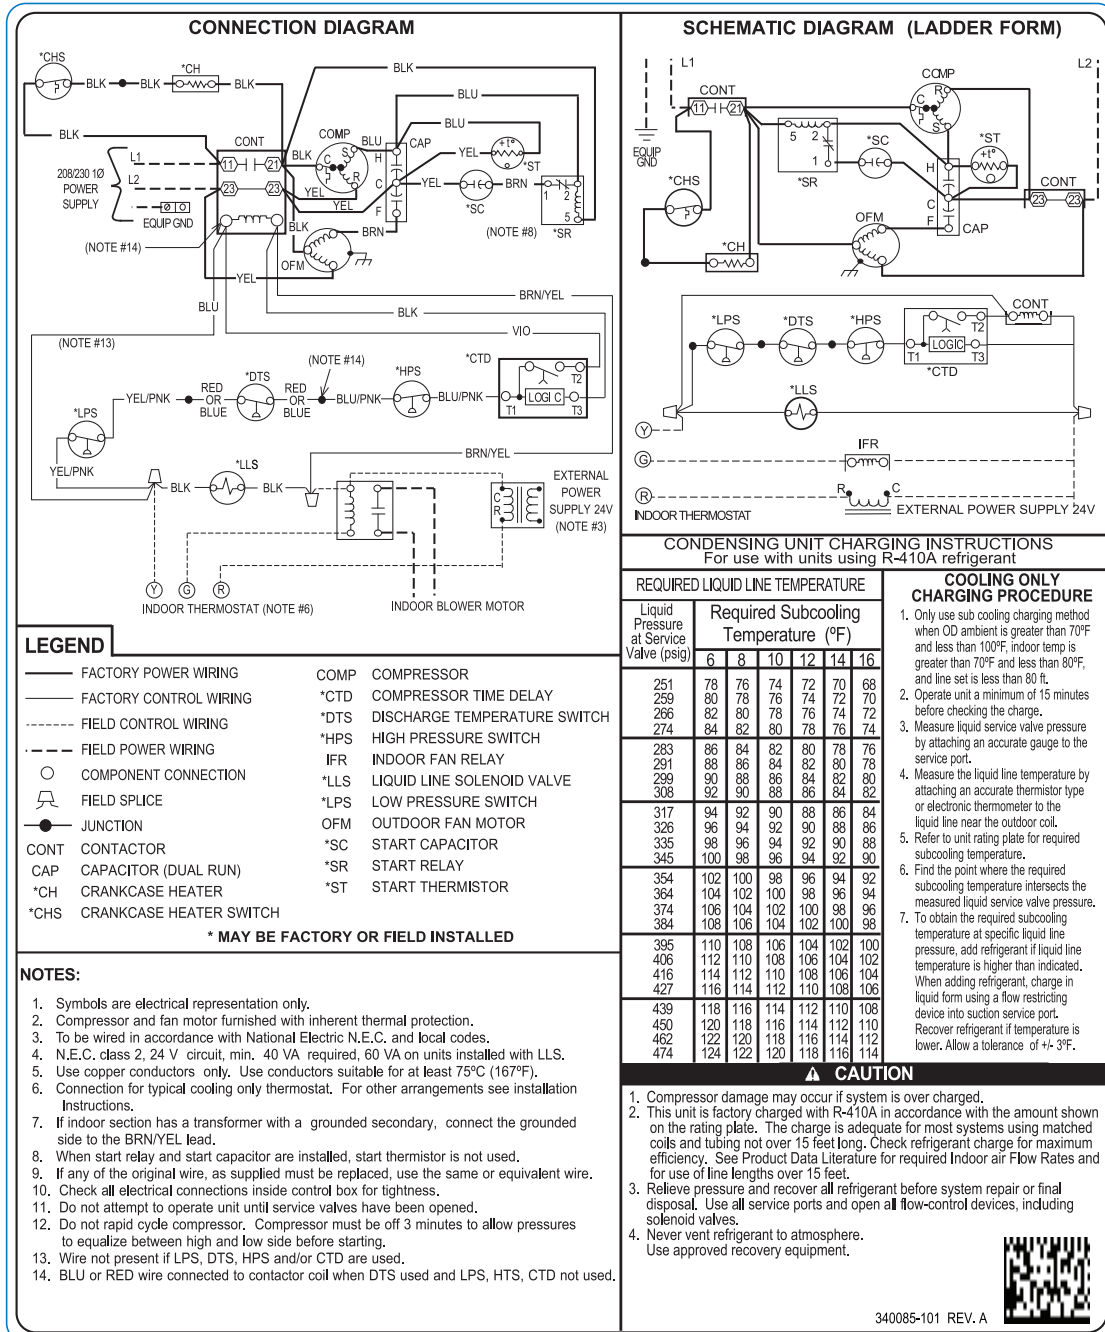 CONNECTION DIAGRAM
*CHS
BLK
BLK
*CH
BLK
BLK
BLU
BLK
CONT
COMP
BLU
BLU
CAP
L1
11
21
BLK
C
S
R
H
YEL
+t°
*ST
208/230 1Ø
POWER
SUPPLY
L2
23
23
YEL
YEL
C
YEL
BRN
*SC
1
2
5
*SR
EQUIP GND
BLK
F
BRN
(NOTE #8)
(NOTE #14)
OFM
YEL
BLU
BRN/YEL
BLK
VIO
(NOTE #13)
(NOTE #14)
*CTD
*DTS
*HPS
T2
*LPS
YEL/PNK
RED
OR
BLUE
RED
OR
BLUE
BLU/PNK
BLU/PNK
T1
LOGIC
T3
YEL/PNK
BRN/YEL
*LLS
BLK
BLK
C
R
EXTERNAL
POWER
SUPPLY 24V
(NOTE #3)
Y
G
R
INDOOR THERMOSTAT (NOTE #6)
INDOOR BLOWER MOTOR
LEGEND
FACTORY POWER WIRING
FACTORY CONTROL WIRING
FIELD CONTROL WIRING
FIELD POWER WIRING
COMPONENT CONNECTION
FIELD SPLICE
JUNCTION
CONT CONTACTOR
CAP CAPACITOR (DUAL RUN)
*CH CRANKCASE HEATER
*CHS CRANKCASE HEATER SWITCH
COMP COMPRESSOR
*CTD COMPRESSOR TIME DELAY
*DTS DISCHARGE TEMPERATURE SWITCH
*HPS HIGH PRESSURE SWITCH
IFR INDOOR FAN RELAY
*LLS LIQUID LINE SOLENOID VALVE
*LPS LOW PRESSURE SWITCH
OFM OUTDOOR FAN MOTOR
*SC START CAPACITOR
*SR START RELAY
*ST START THERMISTOR
* MAY BE FACTORY OR FIELD INSTALLED
NOTES:
1. Symbols are electrical representation only.
2. Compressor and fan motor furnished with inherent thermal protection.
3. To be wired in accordance with National Electric N.E.C. and local codes.
4. N.E.C. class 2, 24 V circuit, min. 40 VA required, 60 VA on units installed with LLS.
5. Use copper conductors only. Use conductors suitable for at least 75ºC (167ºF).
6. Connection for typical cooling only thermostat. For other arrangements see installation
Instructions.
7. If indoor section has a transformer with a grounded secondary, connect the grounded
side to the BRN/YEL lead.
8. When start relay and start capacitor are installed, start thermistor is not used.
9. If any of the original wire, as supplied must be replaced, use the same or equivalent wire.
10. Check all electrical connections inside control box for tightness.
11. Do not attempt to operate unit until service valves have been opened.
12. Do not rapid cycle compressor. Compressor must be off 3 minutes to allow pressures
to equalize between high and low side before starting.
13. Wire not present if LPS, DTS, HPS and/or CTD are used.
14. BLU or RED wire connected to contactor coil when DTS used and LPS, HTS, CTD not used.
SCHEMATIC DIAGRAM (LADDER FORM)
L1
L2
CONT
11
21
COMP
R
C
S
EQUIP
GND
5
2
1
*SR
*SC
H
+t°
*ST
*CHS
C
CONT
23
23
F
CAP
OFM
*CH
CONT
*LPS
*DTS
*HPS
T2
T1
LOGIC
T3
*CTD
*LLS
Y
IFR
G
R
R
C
INDOOR THERMOSTAT
EXTERNAL POWER SUPPLY 24V
CONDENSING UNIT CHARGING INSTRUCTIONS
For use with units using R-410A refrigerant
REQUIRED LIQUID LINE TEMPERATURE
Liquid
Pressure
at Service
Valve (psig)
Required Subcooling
Temperature (ºF)
6 8 10 12 14 16
251 78 76 74 72 70 68
259 80 78 76 74 72 70
266 82 80 78 76 74 72
274 84 82 80 78 76 74
283 86 84 82 80 78 76
291 88 86 84 82 80 78
299 90 88 86 84 82 80
308 92 90 88 86 84 82
317 94 92 90 88 86 84
326 96 94 92 90 88 86
335 98 96 94 92 90 88
345 100 98 96 94 92 90
354 102 100 98 96 94 92
364 104 102 100 98 96 94
374 106 104 102 100 98 96
384 108 106 104 102 100 98
395 110 108 106 104 102 100
406 112 110 108 106 104 102
416 114 112 110 108 106 104
427 116 114 112 110 108 106
439 118 116 114 112 110 108
450 120 118 116 114 112 110
462 122 120 118 116 114 112
474 124 122 120 118 116 114
COOLING ONLY
CHARGING PROCEDURE
1. Only use sub cooling charging method
when OD ambient is greater than 70ºF
and less than 100ºF, indoor temp is
greater than 70ºF and less than 80ºF,
and line set is less than 80 ft.
2. Operate unit a minimum of 15 minutes
before checking the charge.
3. Measure liquid service valve pressure
by attaching an accurate gauge to the
service port.
4. Measure the liquid line temperature by
attaching an accurate thermistor type
or electronic thermometer to the
liquid line near the outdoor coil.
5. Refer to unit rating plate for required
subcooling temperature.
6. Find the point where the required
subcooling temperature intersects the
measured liquid service valve pressure.
7. To obtain the required subcooling
temperature at specific liquid line
pressure, add refrigerant if liquid line
temperature is higher than indicated.
When adding refrigerant, charge in
liquid form using a flow restricting
device into suction service port.
Recover refrigerant if temperature is
lower. Allow a tolerance of +/- 3ºF.
CAUTION
1. Compressor damage may occur if system is over charged.
2. This unit is factory charged with R-410A in accordance with the amount shown
on the rating plate. The charge is adequate for most systems using matched
coils and tubing not over 15 feet long. Check refrigerant charge for maximum
efficiency. See Product Data Literature for required Indoor air Flow Rates and
for use of line lengths over 15 feet.
3. Relieve pressure and recover all refrigerant before system repair or final
disposal. Use all service ports and open all flow-control devices, including
solenoid valves.
4. Never vent refrigerant to atmosphere.
Use approved recovery equipment.
340085-101 REV. A